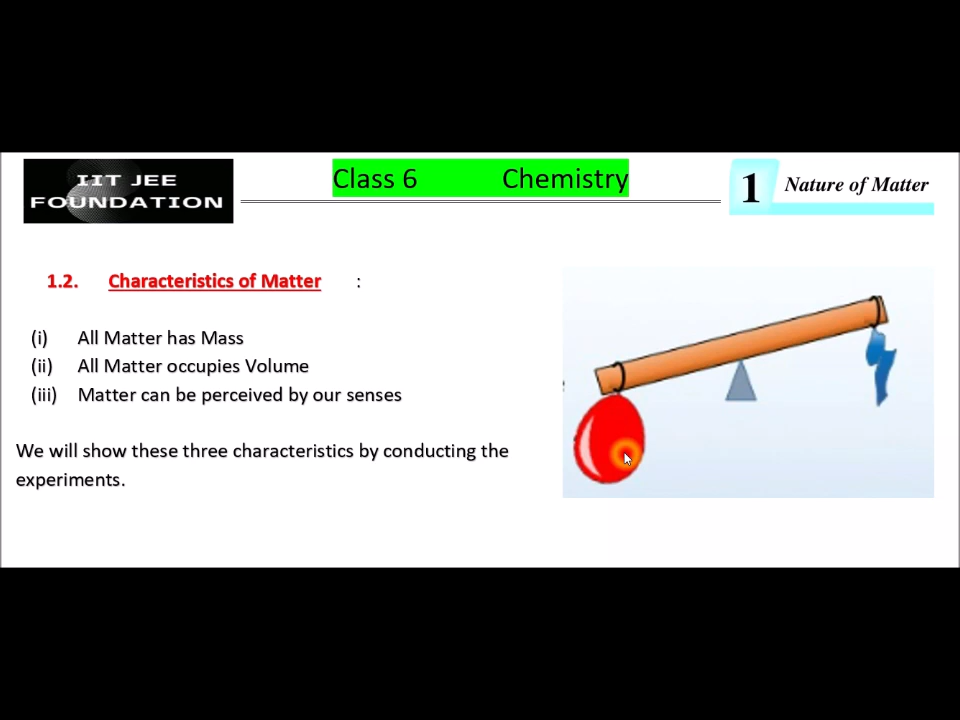 IIT JEE
FOUNDATION
Class 6 Chemistry
1 Nature of Matter
1.2. Characteristics of Matter :
(i) All Matter has Mass
(ii) All Matter occupies Volume
(iii) Matter can be perceived by our senses
We will show these three characteristics by conducting the
experiments.